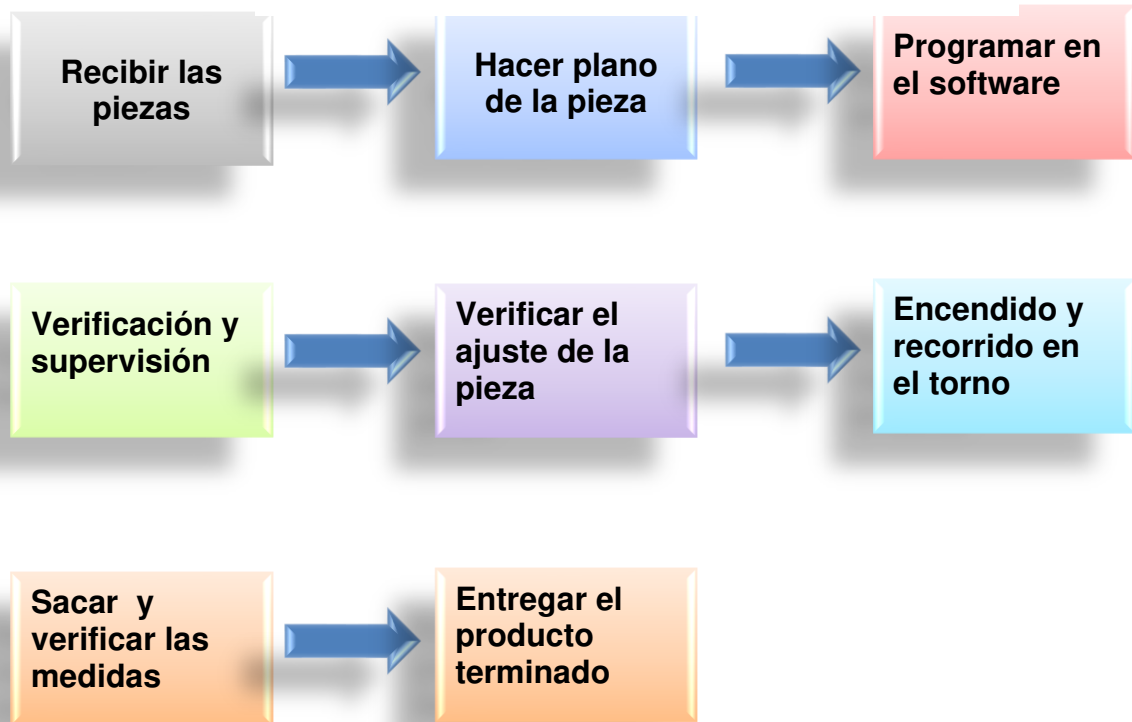 Recibir las
piezas
Hacer plano
de la pieza
Programar en
el software
Verificación y
supervisión
Verificar el
ajuste de la
pieza
Encendido y
recorrido en
el torno
Sacar y
verificar las
medidas
Entregar el
producto
terminado